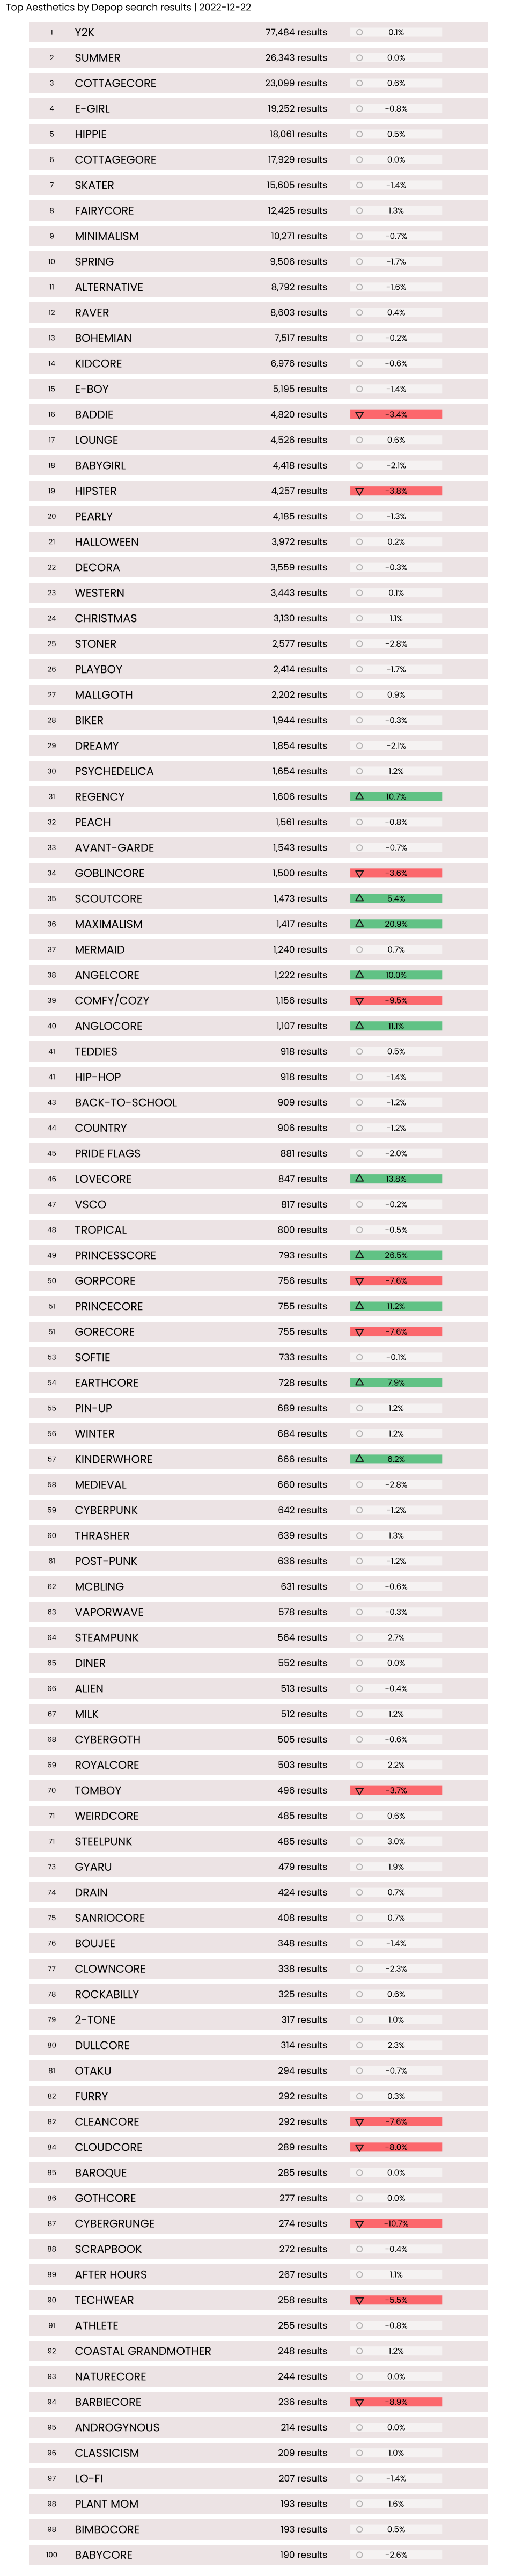 Top Aesthetics by Depop search results | 2022-12-22
1 Y2K 77,484 results 0.1%
2 SUMMER 26,343 results 0.0%
3 COTTAGECORE 23,099 results 0.6%
4 E-GIRL 19,252 results -0.8%
5 HIPPIE 18,061 results 0.5%
6 COTTAGEGORE 17,929 results 0.0%
7 SKATER 15,605 results -1.4%
8 FAIRYCORE 12,425 results 1.3%
9 MINIMALISM 10,271 results -0.7%
10 SPRING 9,506 results -1.7%
11 ALTERNATIVE 8,792 results -1.6%
12 RAVER 8,603 results 0.4%
13 BOHEMIAN 7,517 results -0.2%
14 KIDCORE 6,976 results -0.6%
15 E-BOY 5,195 results -1.4%
16 BADDIE 4,820 results -3.4%
17 LOUNGE 4,526 results 0.6%
18 BABYGIRL 4,418 results -2.1%
19 HIPSTER 4,257 results -3.8%
20 PEARLY 4,185 results -1.3%
21 HALLOWEEN 3,972 results 0.2%
22 DECORA 3,559 results -0.3%
23 WESTERN 3,443 results 0.1%
24 CHRISTMAS 3,130 results 1.1%
25 STONER 2,577 results -2.8%
26 PLAYBOY 2,414 results -1.7%
27 MALLGOTH 2,202 results 0.9%
28 BIKER 1,944 results -0.3%
29 DREAMY 1,854 results -2.1%
30 PSYCHEDELICA 1,654 results 1.2%
31 REGENCY 1,606 results 10.7%
32 PEACH 1,561 results -0.8%
33 AVANT-GARDE 1,543 results -0.7%
34 GOBLINCORE 1,500 results -3.6%
35 SCOUTCORE 1,473 results 5.4%
36 MAXIMALISM 1,417 results 20.9%
37 MERMAID 1,240 results 0.7%
38 ANGELCORE 1,222 results 10.0%
39 COMFY/COZY 1,156 results -9.5%
40 ANGLOCORE 1,107 results 11.1%
41 TEDDIES 918 results 0.5%
41 HIP-HOP 918 results -1.4%
43 BACK-TO-SCHOOL 909 results -1.2%
44 COUNTRY 906 results -1.2%
45 PRIDE FLAGS 881 results -2.0%
46 LOVECORE 847 results 13.8%
47 VSCO 817 results -0.2%
48 TROPICAL 800 results -0.5%
49 PRINCESSCORE 793 results 26.5%
50 GORPCORE 756 results -7.6%
51 PRINCECORE 755 results 11.2%
51 GORECORE 755 results -7.6%
53 SOFTIE 733 results -0.1%
54 EARTHCORE 728 results 7.9%
55 PIN-UP 689 results 1.2%
56 WINTER 684 results 1.2%
57 KINDERWHORE 666 results 6.2%
58 MEDIEVAL 660 results -2.8%
59 CYBERPUNK 642 results -1.2%
60 THRASHER 639 results 1.3%
61 POST-PUNK 636 results -1.2%
62 MCBLING 631 results -0.6%
63 VAPORWAVE 578 results -0.3%
64 STEAMPUNK 564 results 2.7%
65 DINER 552 results 0.0%
66 ALIEN 513 results -0.4%
67 MILK 512 results 1.2%
68 CYBERGOTH 505 results -0.6%
69 ROYALCORE 503 results 2.2%
70 TOMBOY 496 results -3.7%
71 WEIRDCORE 485 results 0.6%
71 STEELPUNK 485 results 3.0%
73 GYARU 479 results 1.9%
74 DRAIN 424 results 0.7%
75 SANRIOCORE 408 results 0.7%
76 BOUJEE 348 results -1.4%
77 CLOWNCORE 338 results -2.3%
78 ROCKABILLY 325 results 0.6%
79 2-TONE 317 results 1.0%
80 DULLCORE 314 results 2.3%
81 OTAKU 294 results -0.7%
82 FURRY 292 results 0.3%
82 CLEANCORE 292 results -7.6%
84 CLOUDCORE 289 results -8.0%
85 BAROQUE 285 results 0.0%
86 GOTHCORE 277 results 0.0%
87 CYBERGRUNGE 274 results -10.7%
88 SCRAPBOOK 272 results -0.4%
89 AFTER HOURS 267 results 1.1%
90 TECHWEAR 258 results -5.5%
91 ATHLETE 255 results -0.8%
92 COASTAL GRANDMOTHER 248 results 1.2%
93 NATURECORE 244 results 0.0%
94 BARBIECORE 236 results -8.9%
95 ANDROGYNOUS 214 results 0.0%
96 CLASSICISM 209 results 1.0%
97 LO-FI 207 results -1.4%
98 PLANT MOM 193 results 1.6%
98 BIMBOCORE 193 results 0.5%
100 BABYCORE 190 results -2.6%